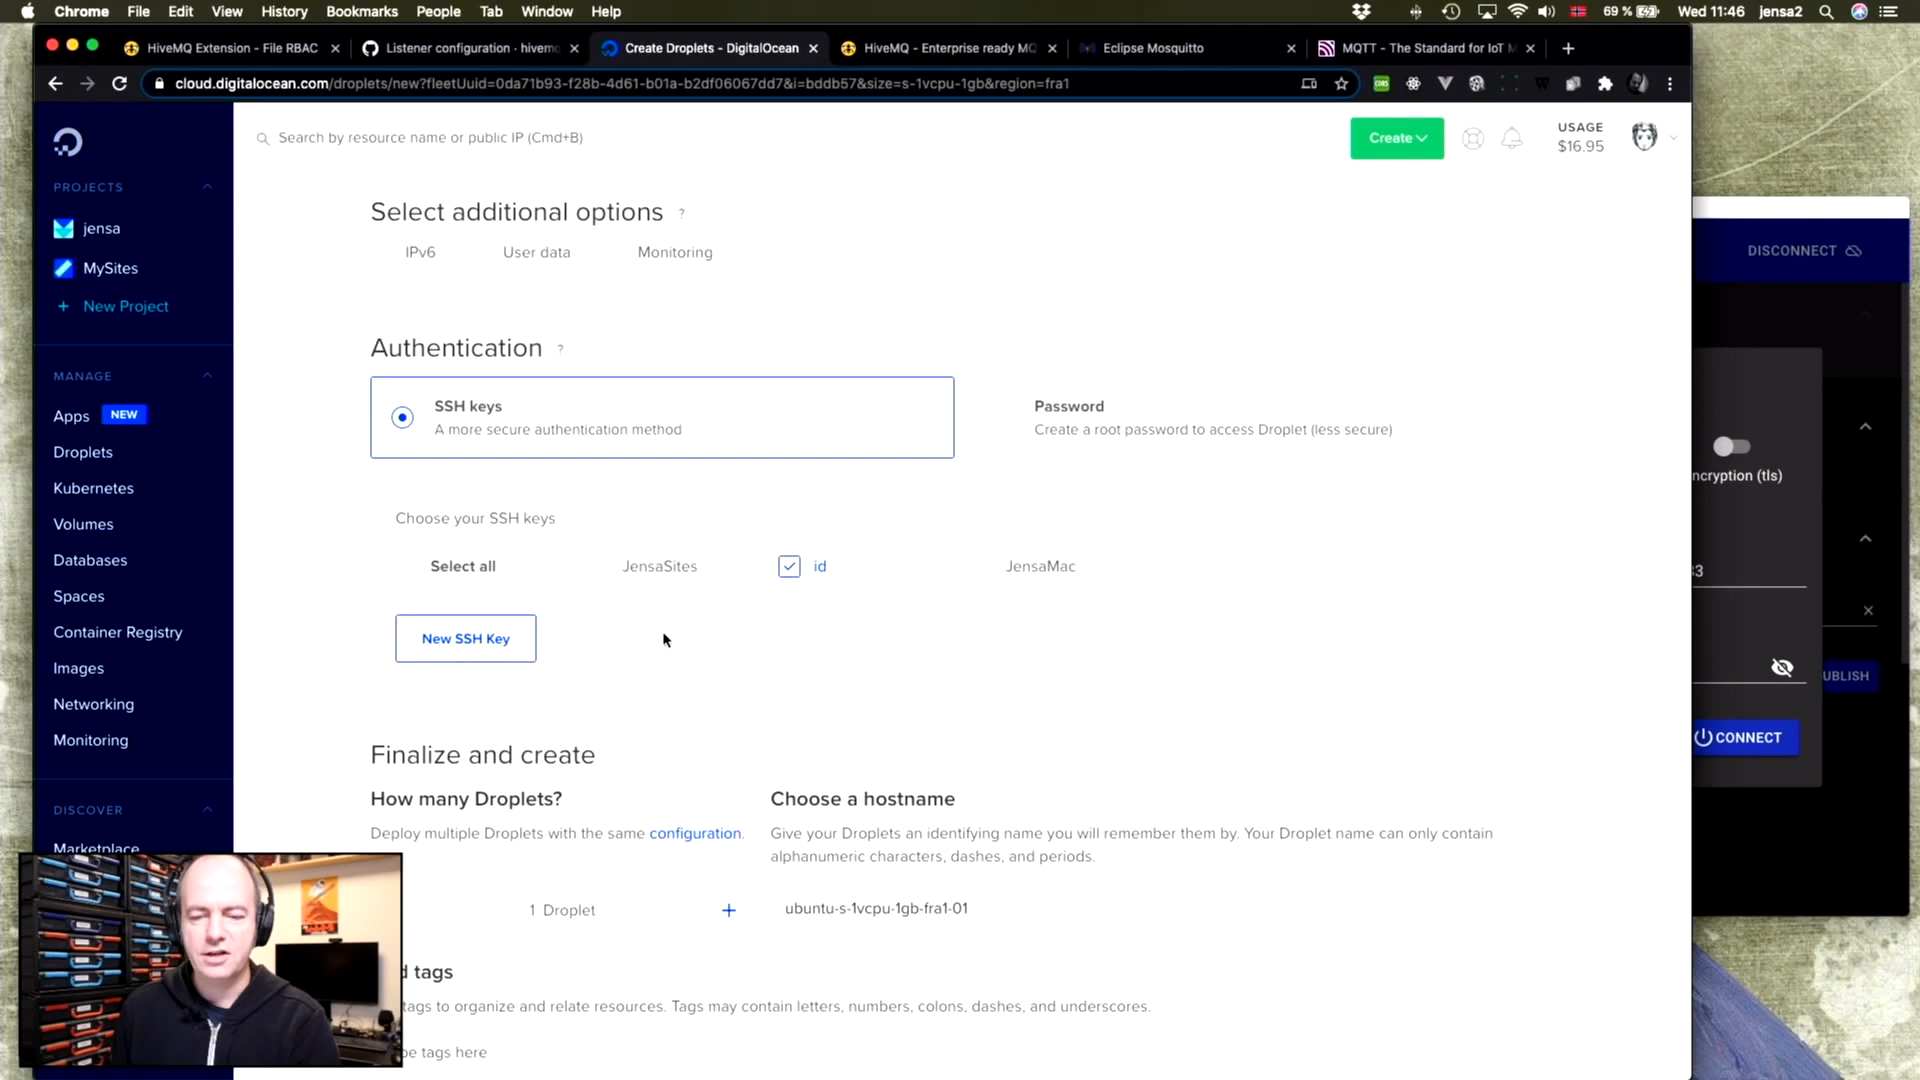 Chrome File Edit View History Bookmarks People Tab Window Help
69 % Wed 11:46 jensa2
HiveMQ Extension - File RBAC
Listener configuration · hivemq
Create Droplets - DigitalOcean
HiveMQ - Enterprise ready MQ
Eclipse Mosquitto
MQTT - The Standard for IoT M
cloud.digitalocean.com/droplets/new?fleetUuid=0da71b93-f28b-4d61-b01a-b2df06067dd7&i=bddb57&size=s-1vcpu-1gb&region=fra1
Search by resource name or public IP (Cmd+B)
Create
USAGE
$16.95
PROJECTS
jensa
MySites
+ New Project
MANAGE
Apps NEW
Droplets
Kubernetes
Volumes
Databases
Spaces
Container Registry
Images
Networking
Monitoring
DISCOVER
Marketplace
Select additional options ?
IPv6 User data Monitoring
Authentication ?
SSH keys
A more secure authentication method
Password
Create a root password to access Droplet (less secure)
Choose your SSH keys
Select all JensaSites id JensaMac
New SSH Key
Finalize and create
How many Droplets?
Deploy multiple Droplets with the same configuration.
1 Droplet +
Choose a hostname
Give your Droplets an identifying name you will remember them by. Your Droplet name can only contain
alphanumeric characters, dashes, and periods.
ubuntu-s-1vcpu-1gb-fra1-01
d tags
tags to organize and relate resources. Tags may contain letters, numbers, colons, dashes, and underscores.
pe tags here
DISCONNECT
ncryption (tls)
3
UBLISH
CONNECT